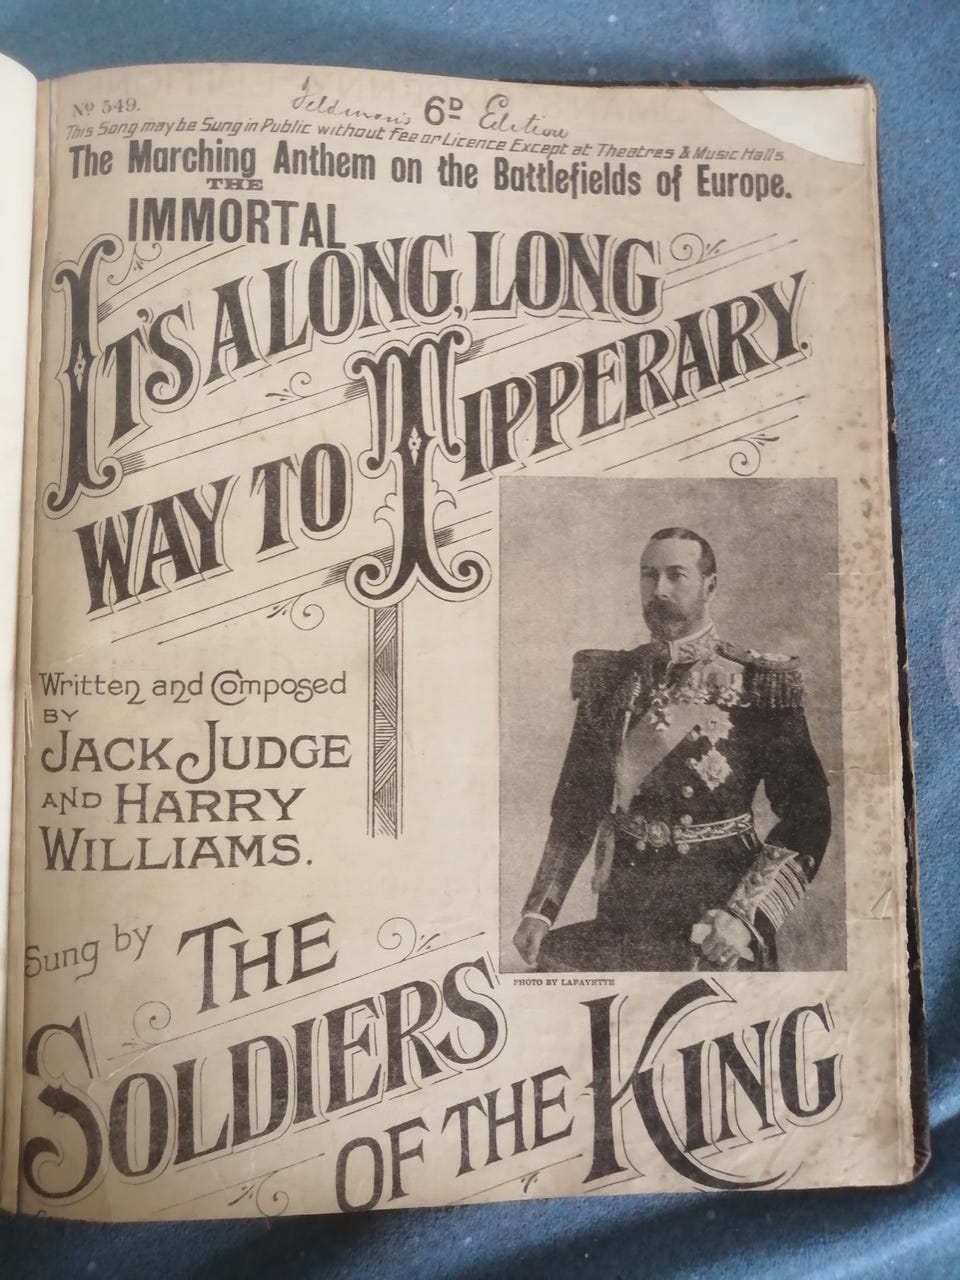 No 549.
Feldman's 6D Edition
This Song may be Sung in Public without fee or Licence Except at Theatres & Music Halls
The Marching Anthem on the Battlefields of Europe.
THE
IMMORTAL
IT'S A LONG, LONG
WAY TO TIPPERARY.
Written and Composed
BY
JACK JUDGE
AND HARRY
WILLIAMS.
PHOTO BY LAFAYETTE
Sung by THE
SOLDIERS
OF THE KING